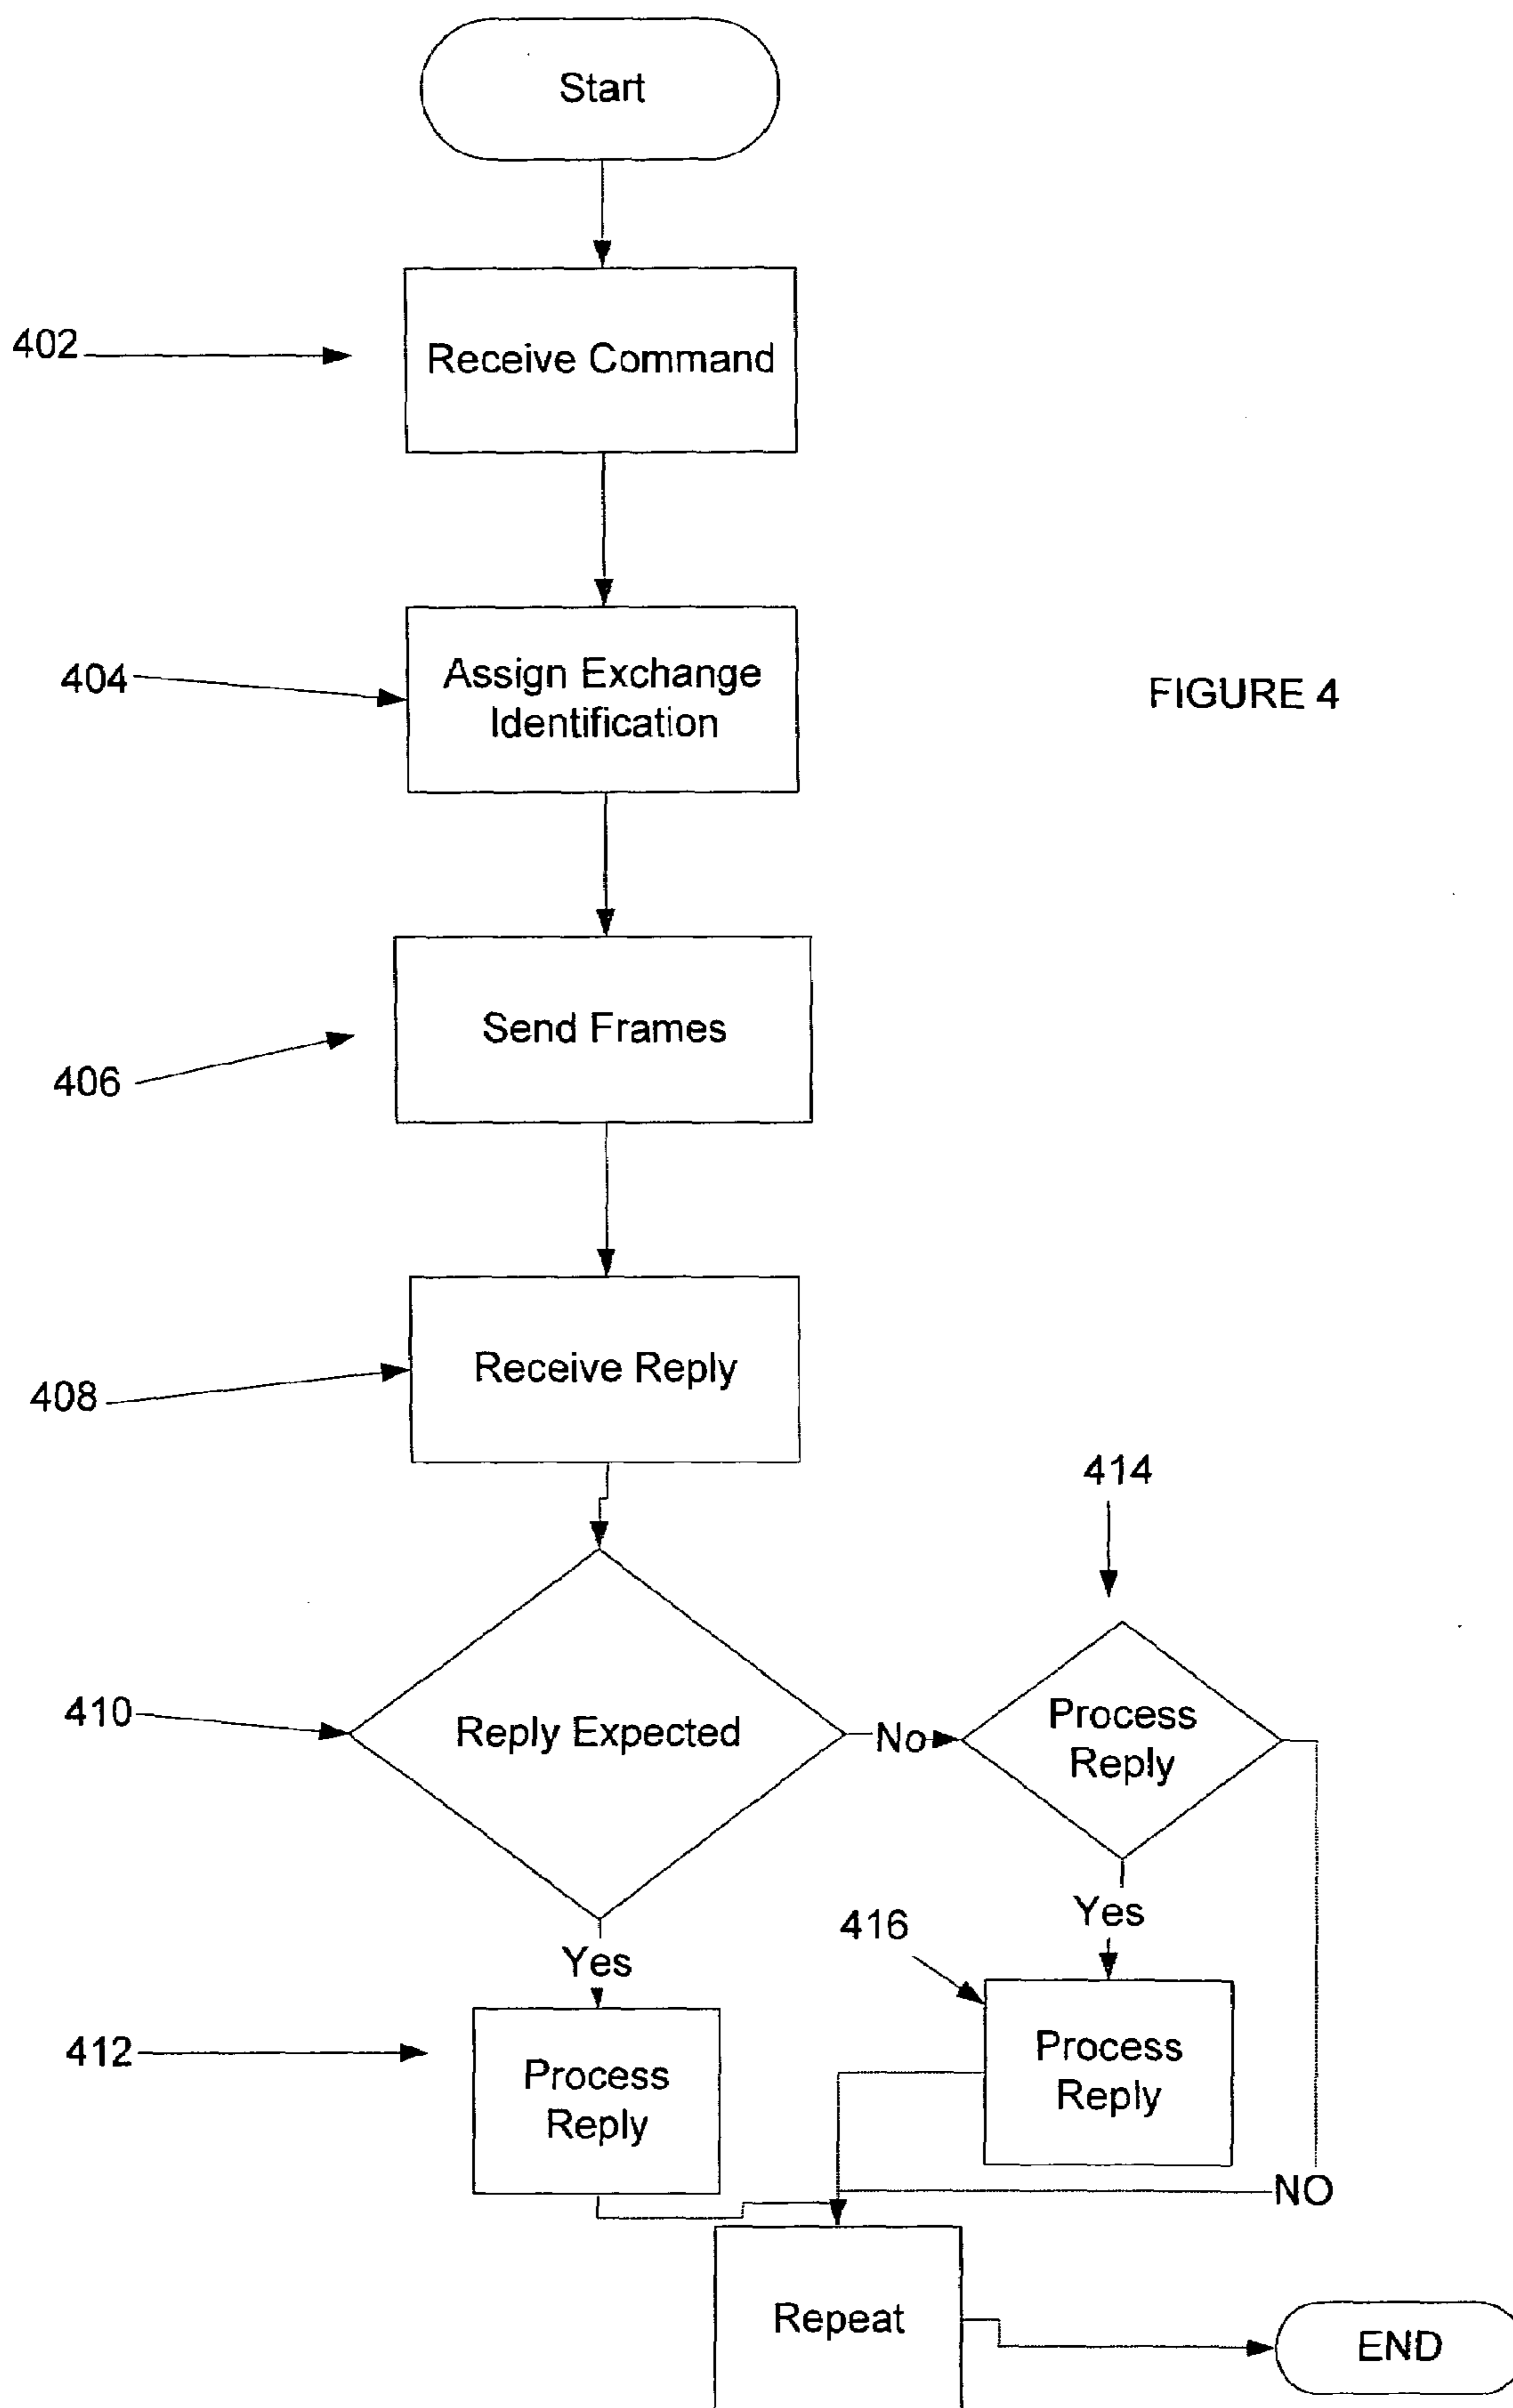 Start
402
Receive Command
404
Assign Exchange
Identification
FIGURE 4
Send Frames
406
Receive Reply
408
414
410
Reply Expected
No
Process
Reply
Yes
416
Yes
Process
Reply
412
Process
Reply
NO
Repeat
END